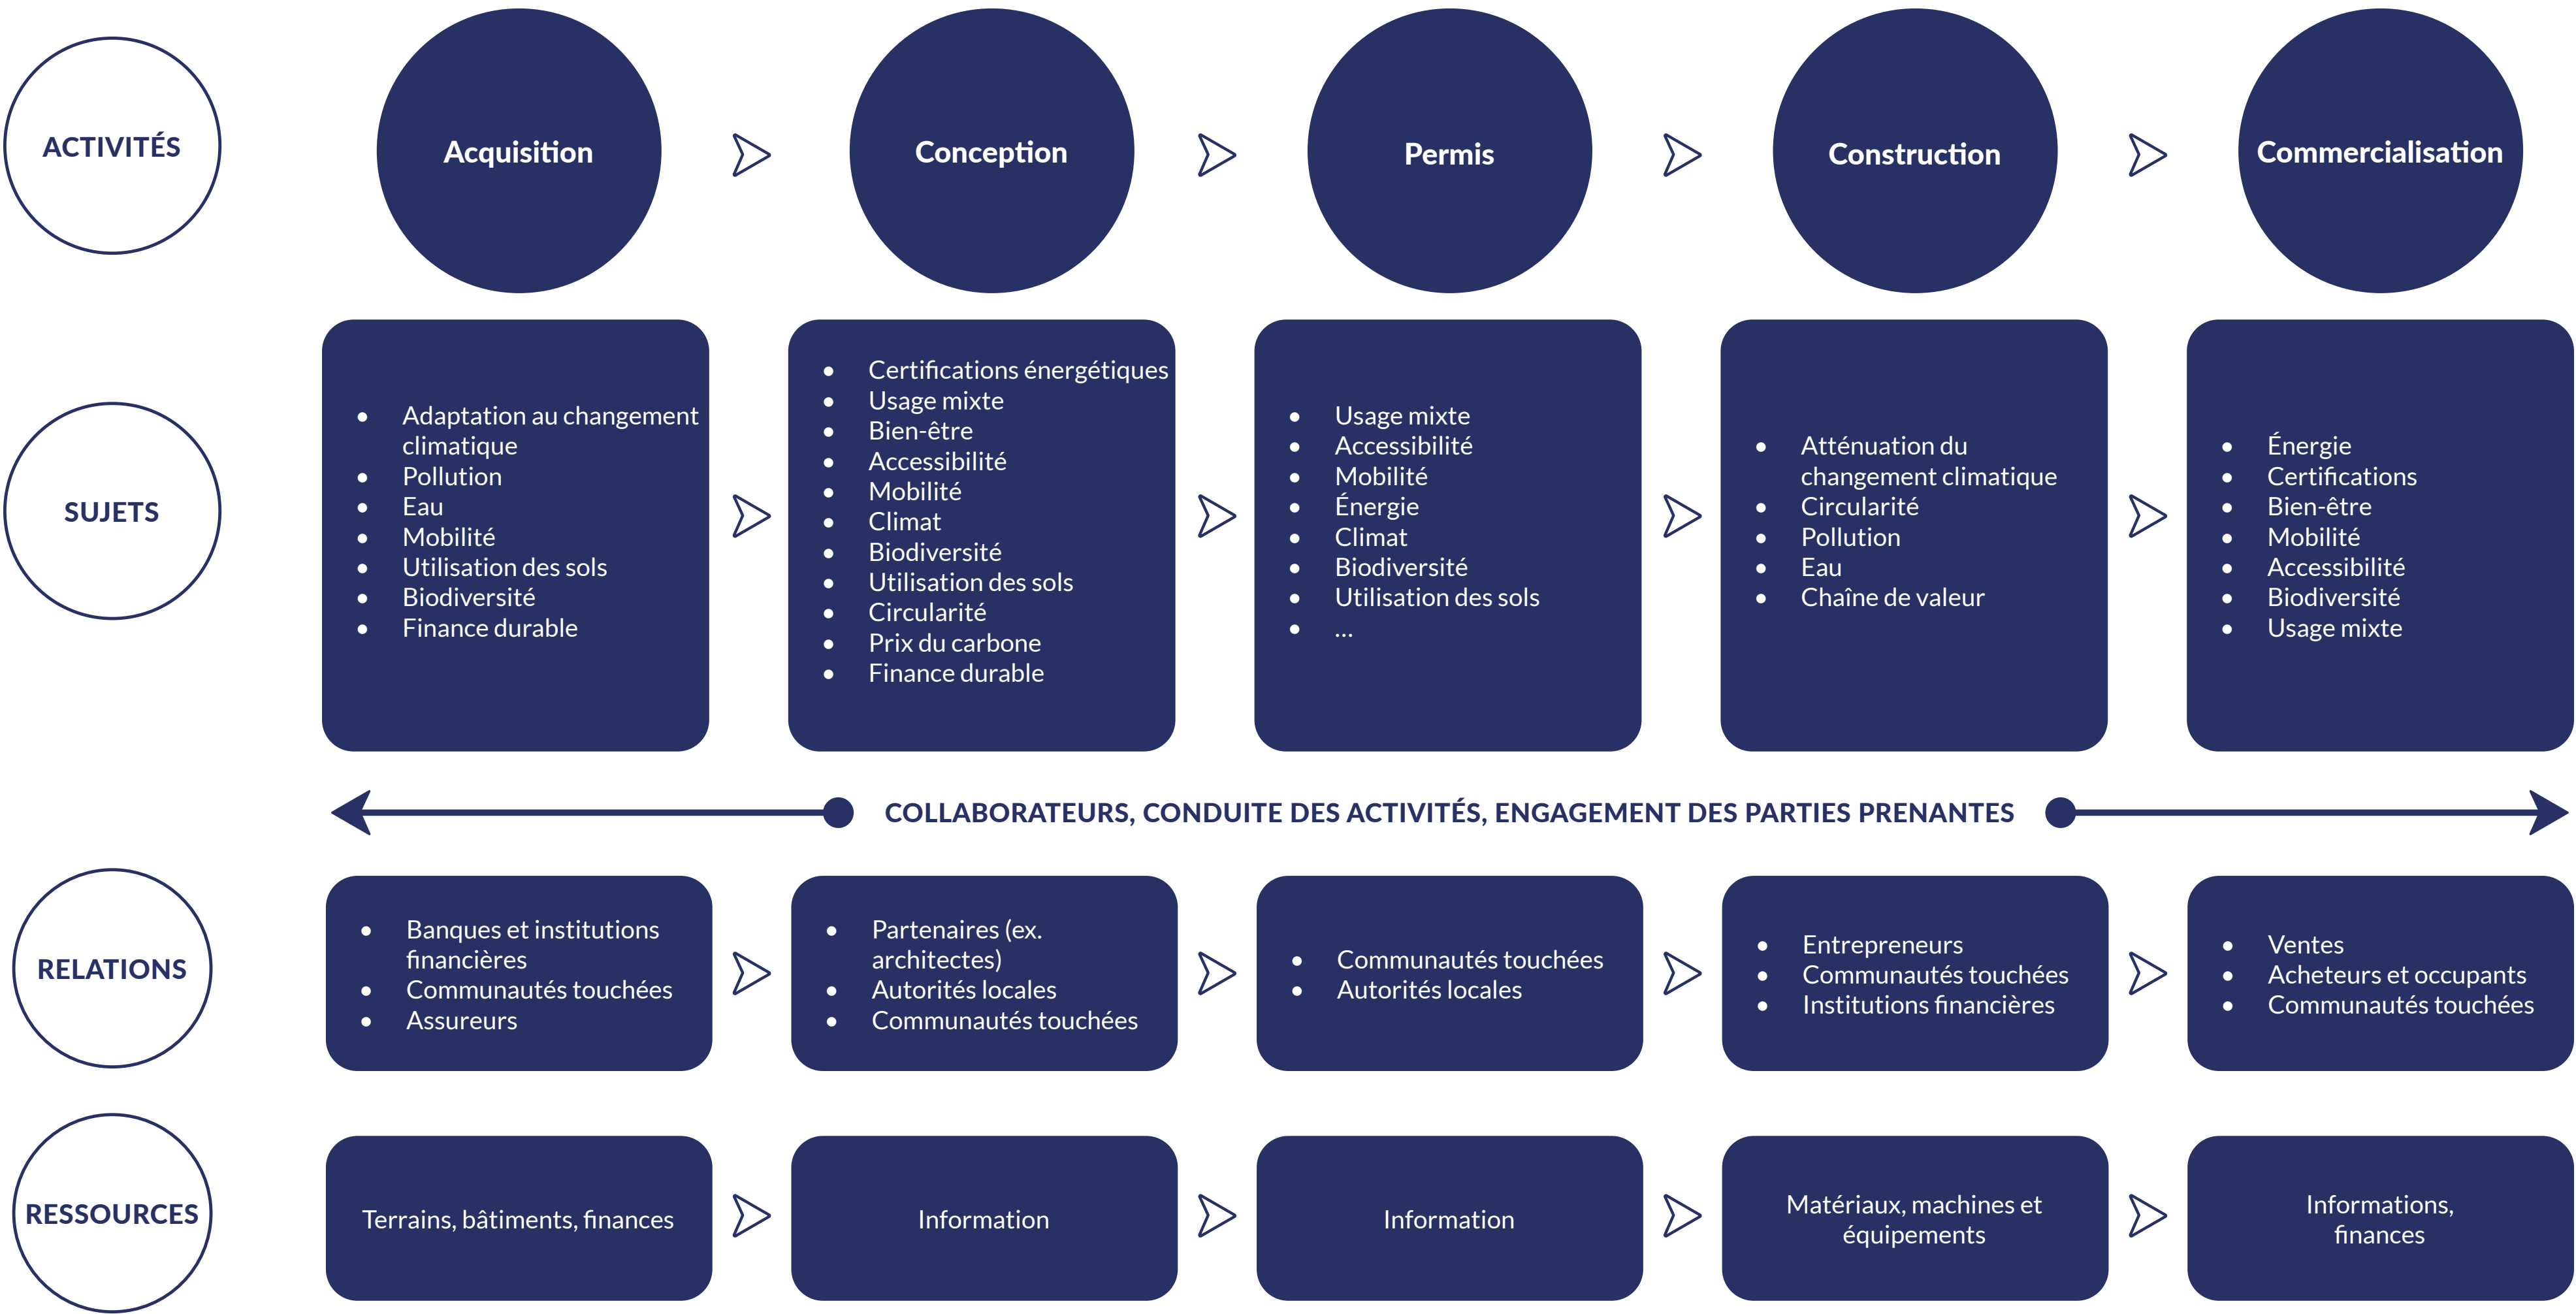 ACTIVITÉS
Acquisition
Conception
Permis
Construction
Commercialisation
SUJETS
• Adaptation au changement
climatique
• Pollution
• Eau
• Mobilité
• Utilisation des sols
• Biodiversité
• Finance durable
• Certifications énergétiques
• Usage mixte
• Bien-être
• Accessibilité
• Mobilité
• Climat
• Biodiversité
• Utilisation des sols
• Circularité
• Prix du carbone
• Finance durable
• Usage mixte
• Accessibilité
• Mobilité
• Énergie
• Climat
• Biodiversité
• Utilisation des sols
• ...
• Atténuation du
changement climatique
• Circularité
• Pollution
• Eau
• Chaîne de valeur
• Énergie
• Certifications
• Bien-être
• Mobilité
• Accessibilité
• Biodiversité
• Usage mixte
COLLABORATEURS, CONDUITE DES ACTIVITÉS, ENGAGEMENT DES PARTIES PRENANTES
RELATIONS
• Banques et institutions
financières
• Communautés touchées
• Assureurs
• Partenaires (ex.
architectes)
• Autorités locales
• Communautés touchées
• Communautés touchées
• Autorités locales
• Entrepreneurs
• Communautés touchées
• Institutions financières
• Ventes
• Acheteurs et occupants
• Communautés touchées
RESSOURCES
Terrains, bâtiments, finances
Information
Information
Matériaux, machines et
équipements
Informations,
finances